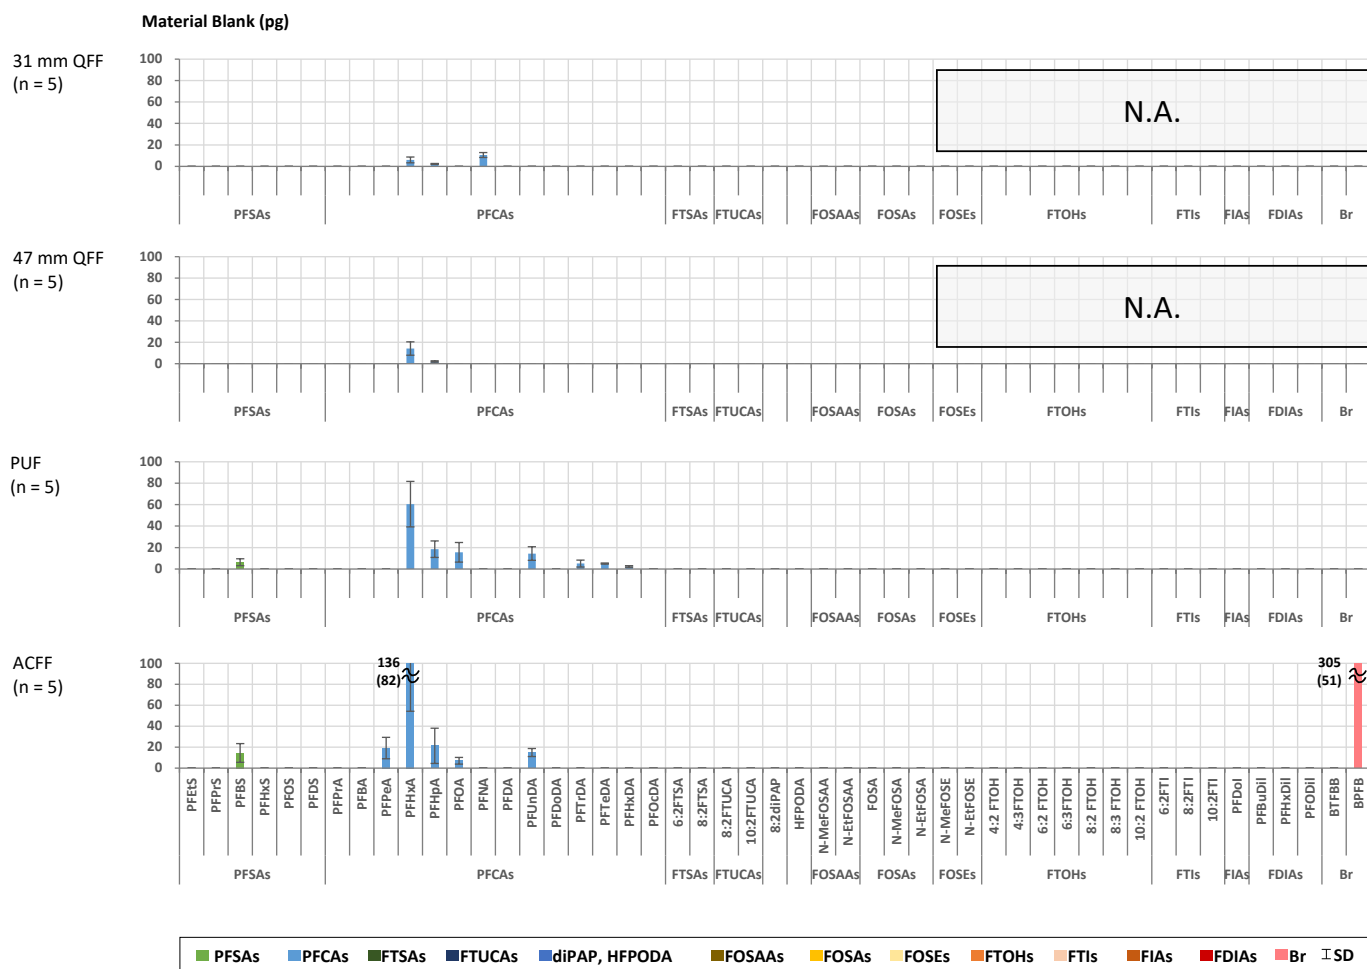 Material Blank (pg)
31 mm QFF
(n = 5)
100
80
60
40
20
0
N.A.
PFSAs PFCAs FTSAs FTUCAs FOSAAs FOSAs FOSEs FTOHs FTIs FIAs FDIAs Br
47 mm QFF
(n = 5)
100
80
60
40
20
0
N.A.
PFSAs PFCAs FTSAs FTUCAs FOSAAs FOSAs FOSEs FTOHs FTIs FIAs FDIAs Br
PUF
(n = 5)
100
80
60
40
20
0
PFSAs PFCAs FTSAs FTUCAs FOSAAs FOSAs FOSEs FTOHs FTIs FIAs FDIAs Br
ACFF
(n = 5)
100
80
60
40
20
0
136
(82)
305
(51)
PFEtS
PFPrS
PFBS
PFHxS
PFOS
PFDS
PFPrA
PFBA
PFPeA
PFHxA
PFHpA
PFOA
PFNA
PFDA
PFUnDA
PFDoDA
PFTrDA
PFTeDA
PFHxDA
PFOcDA
6:2FTSA
8:2FTSA
8:2FTUCA
10:2FTUCA
8:2diPAP
HFPODA
N-MeFOSAA
N-EtFOSAA
FOSA
N-MeFOSA
N-EtFOSA
N-MeFOSE
N-EtFOSE
4:2 FTOH
4:3FTOH
6:2 FTOH
6:3FTOH
8:2 FTOH
8:3 FTOH
10:2 FTOH
6:2FTI
8:2FTI
10:2FTI
PFDoI
PFBuDiI
PFHxDiI
PFODiI
BTFBB
BPFB
PFSAs PFCAs FTSAs FTUCAs FOSAAs FOSAs FOSEs FTOHs FTIs FIAs FDIAs Br
PFSAs PFCAs FTSAs FTUCAs diPAP, HFPODA FOSAAs FOSAs FOSEs FTOHs FTIs FIAs FDIAs Br SD